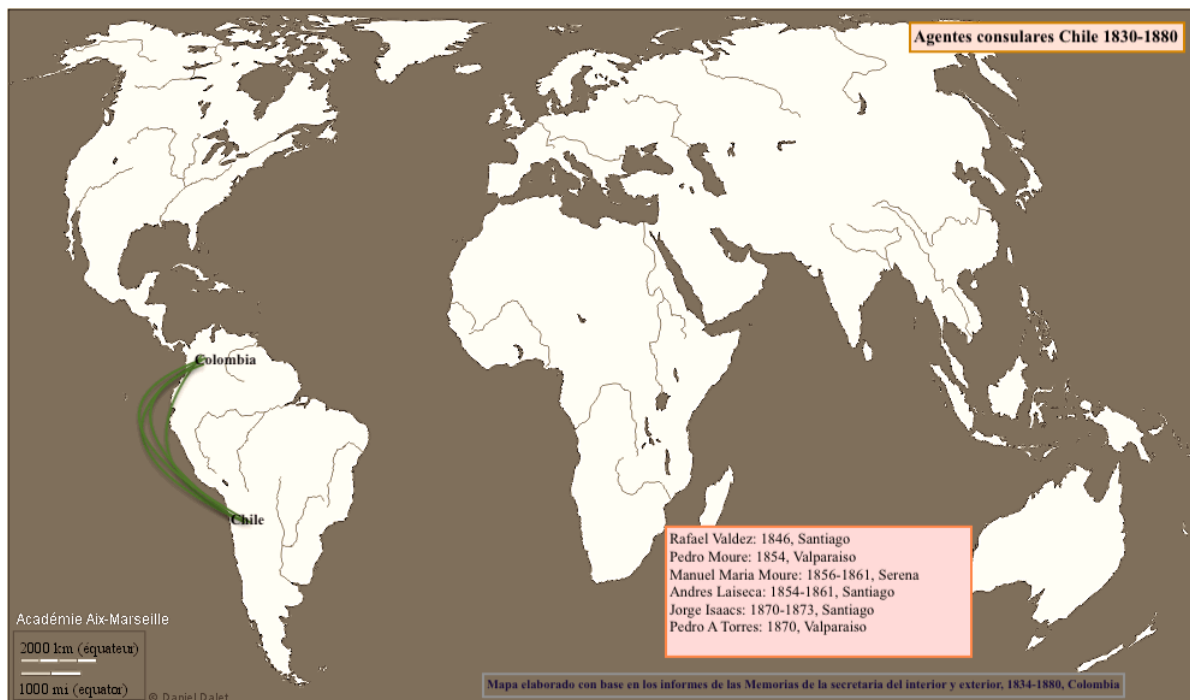 Agentes consulares Chile 1830-1880
Colombia
Chile
Rafael Valdez: 1846, Santiago
Pedro Moure: 1854, Valparaiso
Manuel Maria Moure: 1856-1861, Serena
Andres Laiseca: 1854-1861, Santiago
Jorge Isaacs: 1870-1873, Santiago
Pedro A Torres: 1870, Valparaiso
Académie Aix-Marseille
2000 km (équateur)
1000 mi (equator)
© Daniel Dalet
Mapa elaborado con base en los informes de las Memorias de la secretaría del interior y exterior, 1834-1880, Colombia